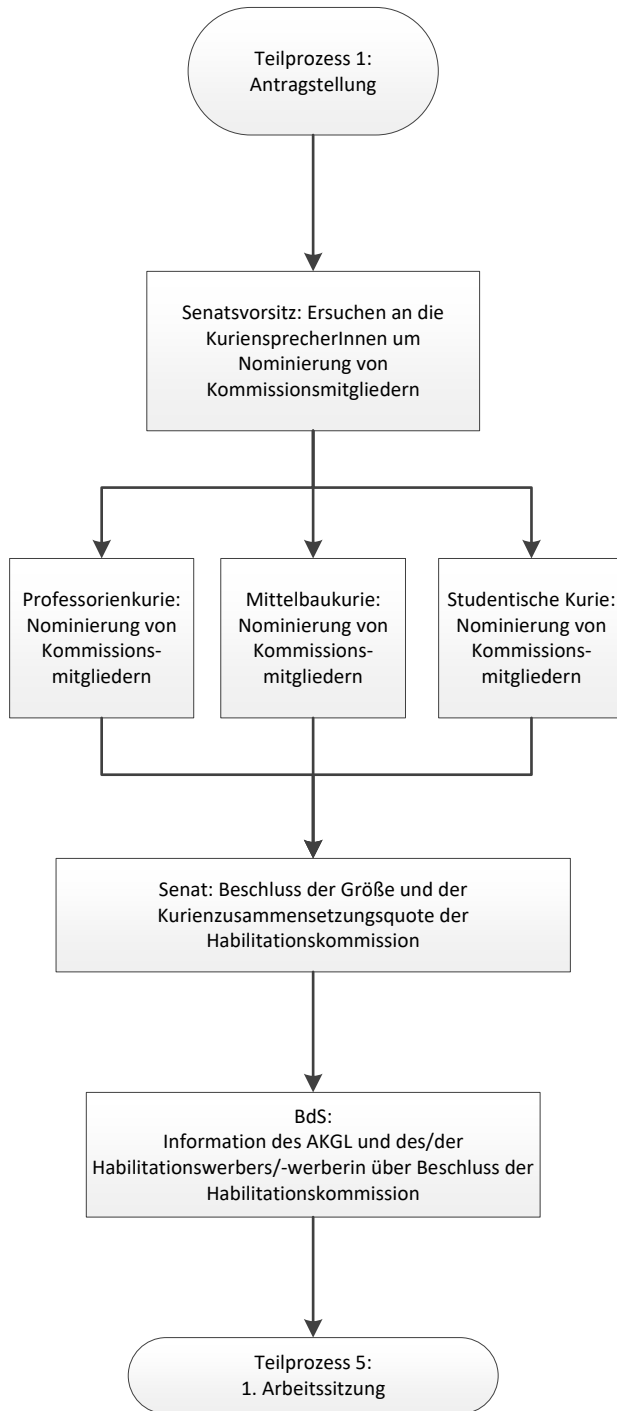 Teilprozess 1:
Antragstellung
Senatsvorsitz: Ersuchen an die
KuriensprecherInnen um
Nominierung von
Kommissionsmitgliedern
Professorienkurie:
Nominierung von
Kommissions-
mitgliedern
Mittelbaukurie:
Nominierung von
Kommissions-
mitgliedern
Studentische Kurie:
Nominierung von
Kommissions-
mitgliedern
Senat: Beschluss der Größe und der
Kurienzusammensetzungsquote der
Habilitationskommission
BdS:
Information des AKGL und des/der
Habilitationswerbers/-werberin über Beschluss der
Habilitationskommission
Teilprozess 5:
1. Arbeitssitzung